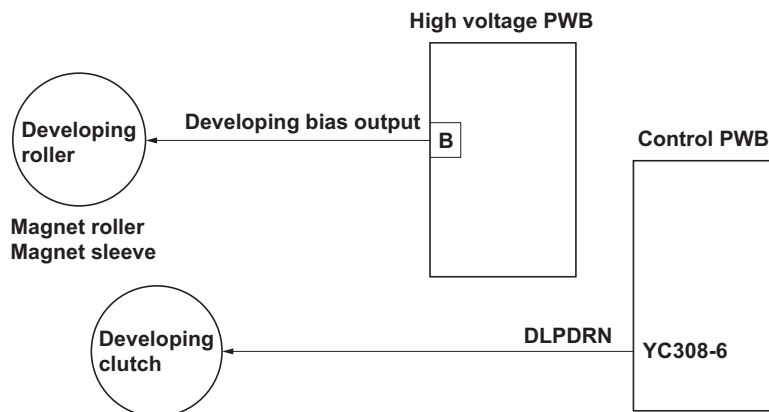 High voltage PWB
Developing bias output
B
Developing
roller
Control PWB
Magnet roller
Magnet sleeve
DLPDRN
YC308-6
Developing
clutch